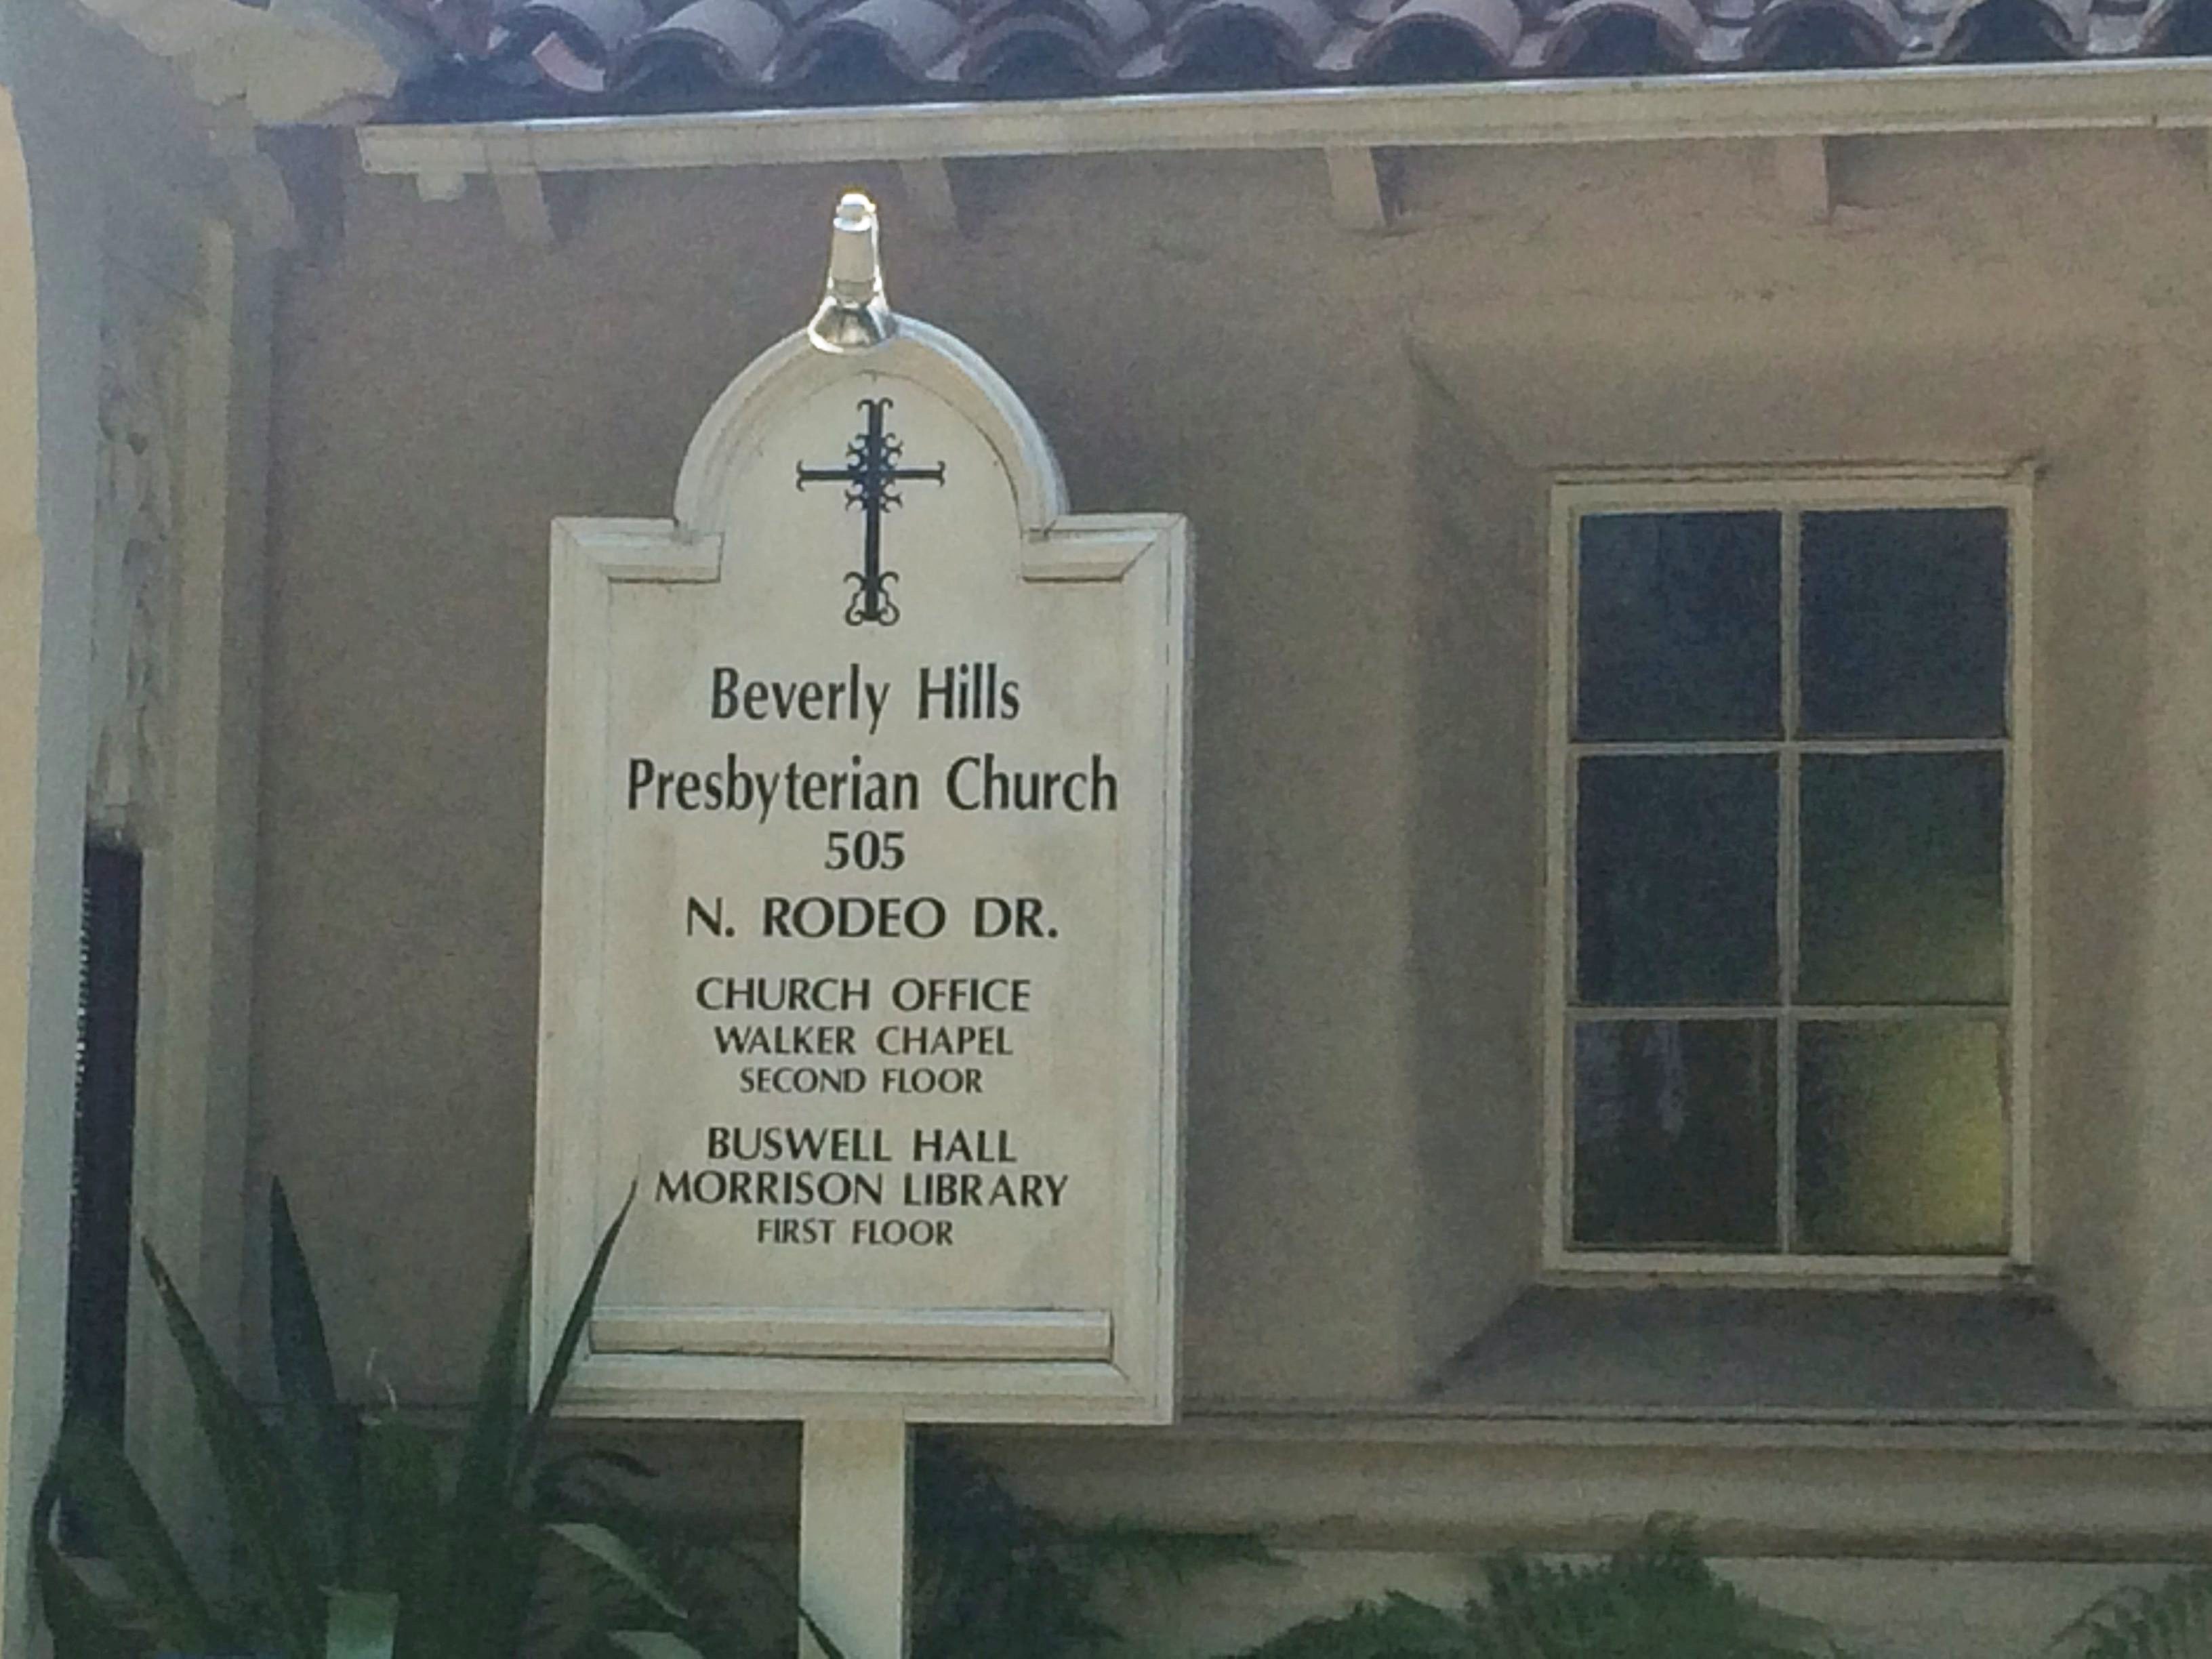 Beverly Hills
Presbyterian Church
505
N. RODEO DR.
CHURCH OFFICE
WALKER CHAPEL
SECOND FLOOR
BUSWELL HALL
MORRISON LIBRARY
FIRST FLOOR